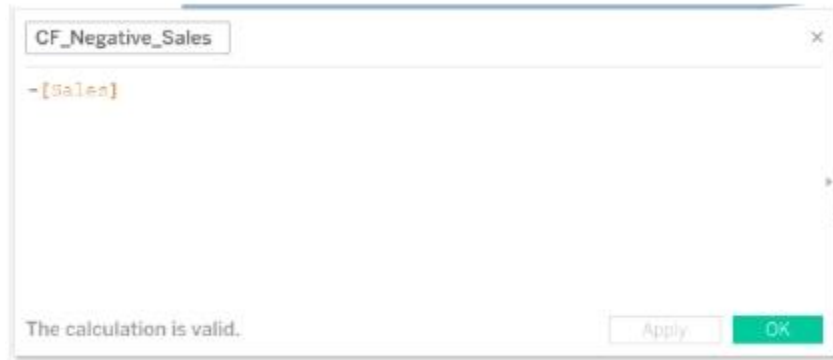 CF_Negative_Sales
-[Sales]
The calculation is valid.
Apply
OK